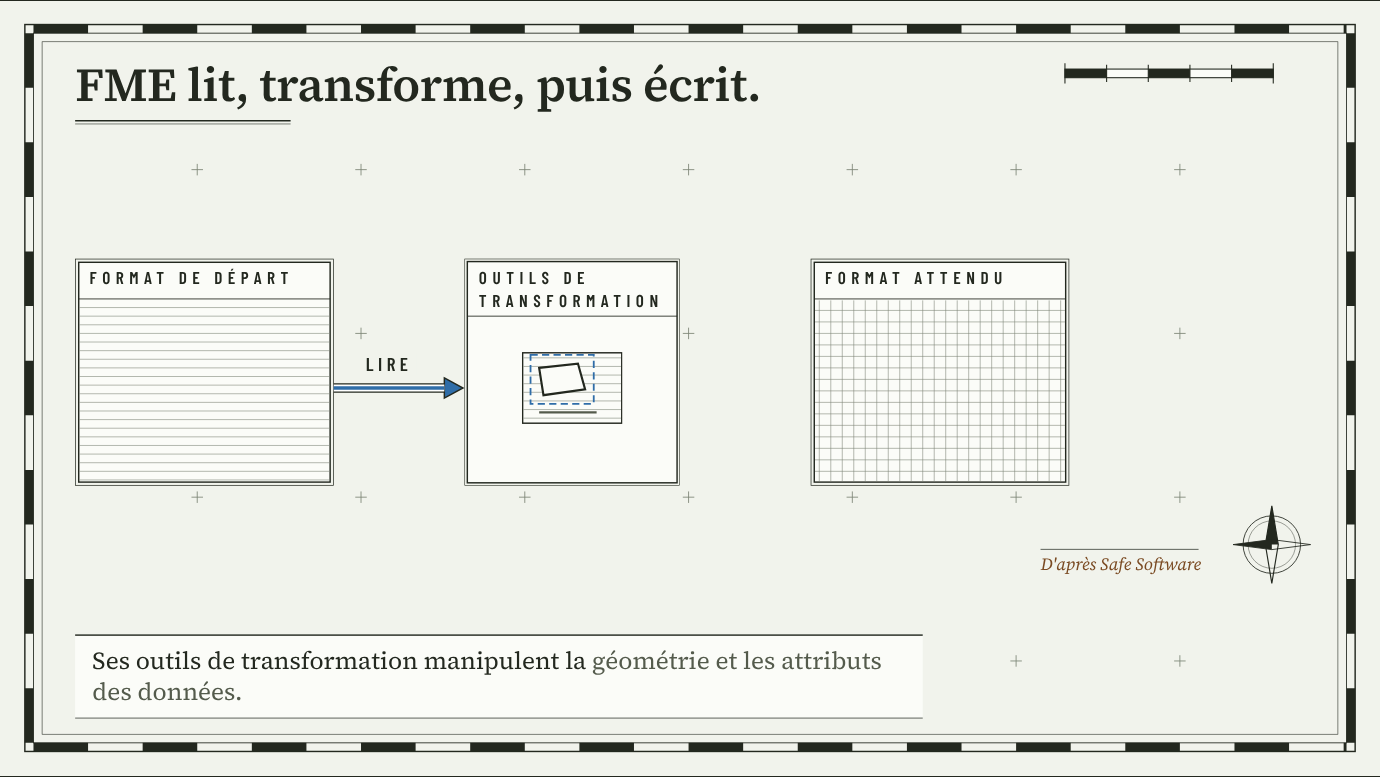 FME lit, transforme, puis écrit.
FORMAT DE DÉPART
LIRE
OUTILS DE
TRANSFORMATION
FORMAT ATTENDU
D'après Safe Software
Ses outils de transformation manipulent la géométrie et les attributs
des données.